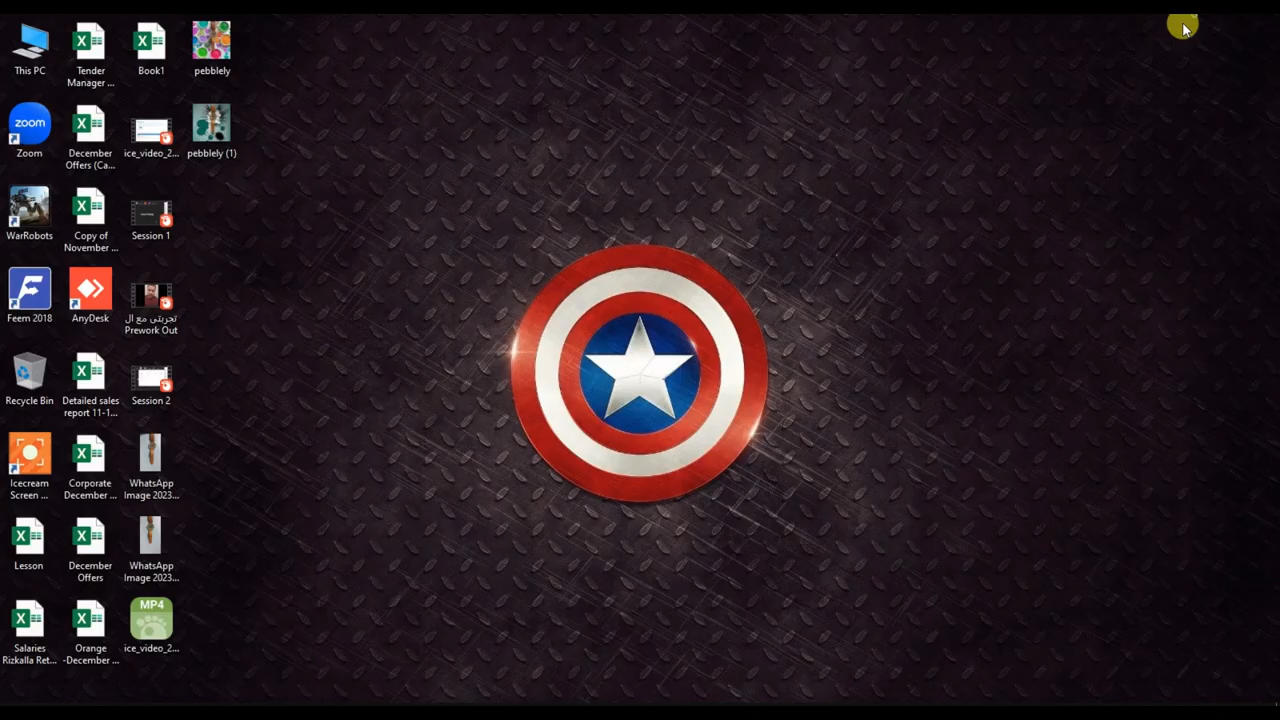 This PC
Tender
Manager ...
Book1
pebblely
zoom
Zoom
December
Offers (Ca...
ice_video_2...
pebblely (1)
WarRobots
Copy of
November ...
Session 1
Feem 2018
AnyDesk
تجربتى مع ال
Prework Out
Recycle Bin
Detailed sales
report 11-1...
Session 2
Icecream
Screen ...
Corporate
December ...
WhatsApp
Image 2023...
Lesson
December
Offers
WhatsApp
Image 2023...
Salaries
Rizkalla Ret...
Orange
-December ...
MP4
ice_video_2...